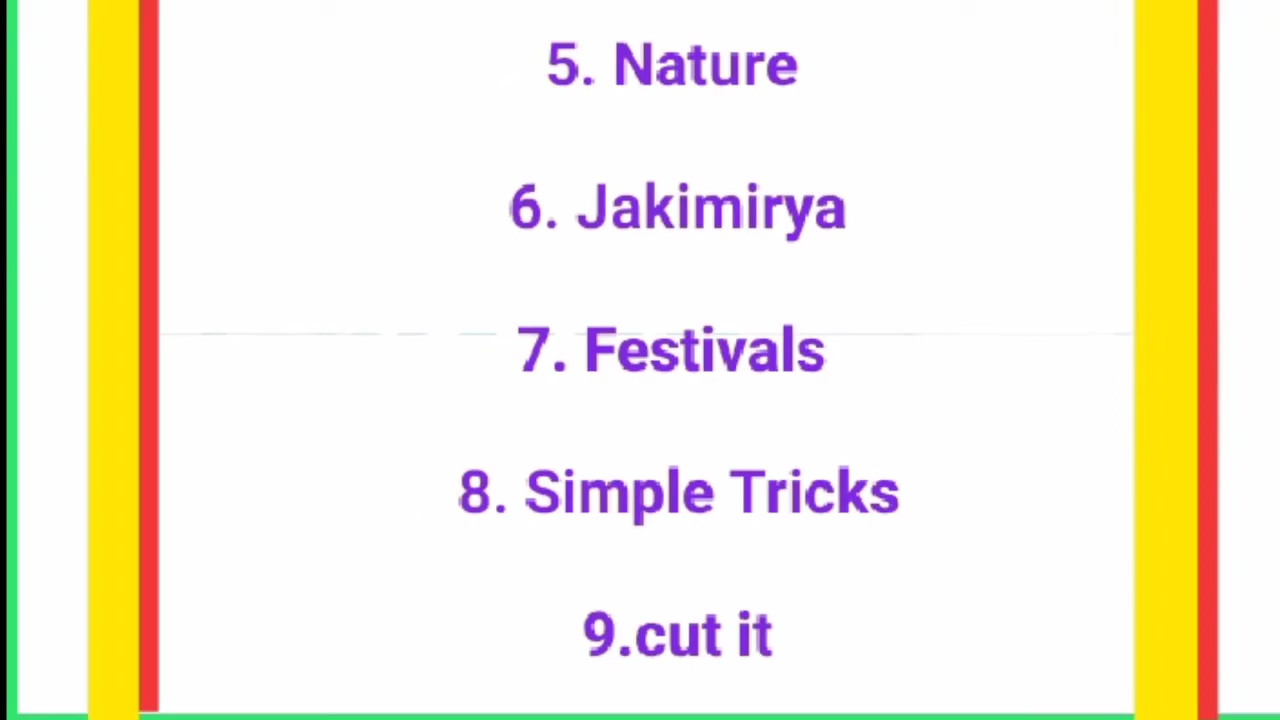 5. Nature
6. Jakimirya
7. Festivals
8. Simple Tricks
9.cut it